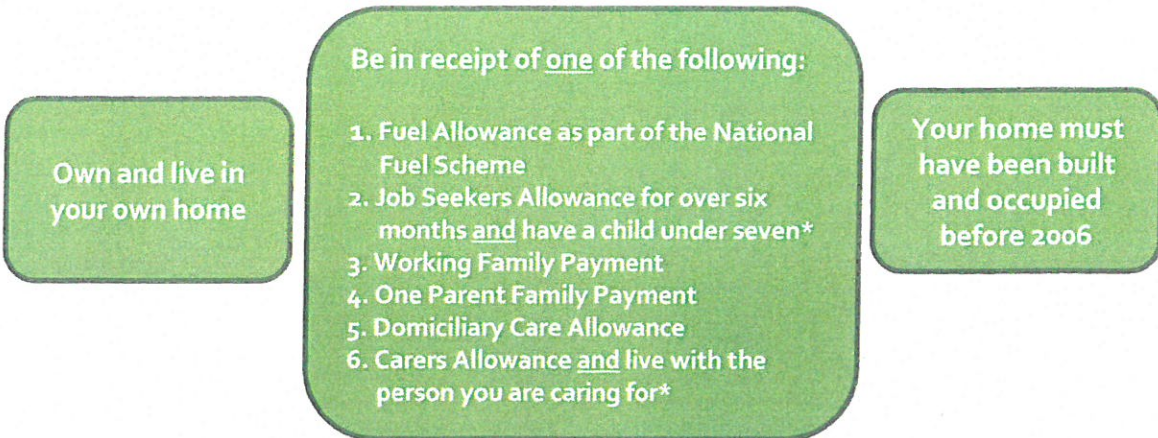 Own and live in
your own home
Be in receipt of one of the following:
1. Fuel Allowance as part of the National
Fuel Scheme
2. Job Seekers Allowance for over six
months and have a child under seven*
3. Working Family Payment
4. One Parent Family Payment
5. Domiciliary Care Allowance
6. Carers Allowance and live with the
person you are caring for*
Your home must
have been built
and occupied
before 2006